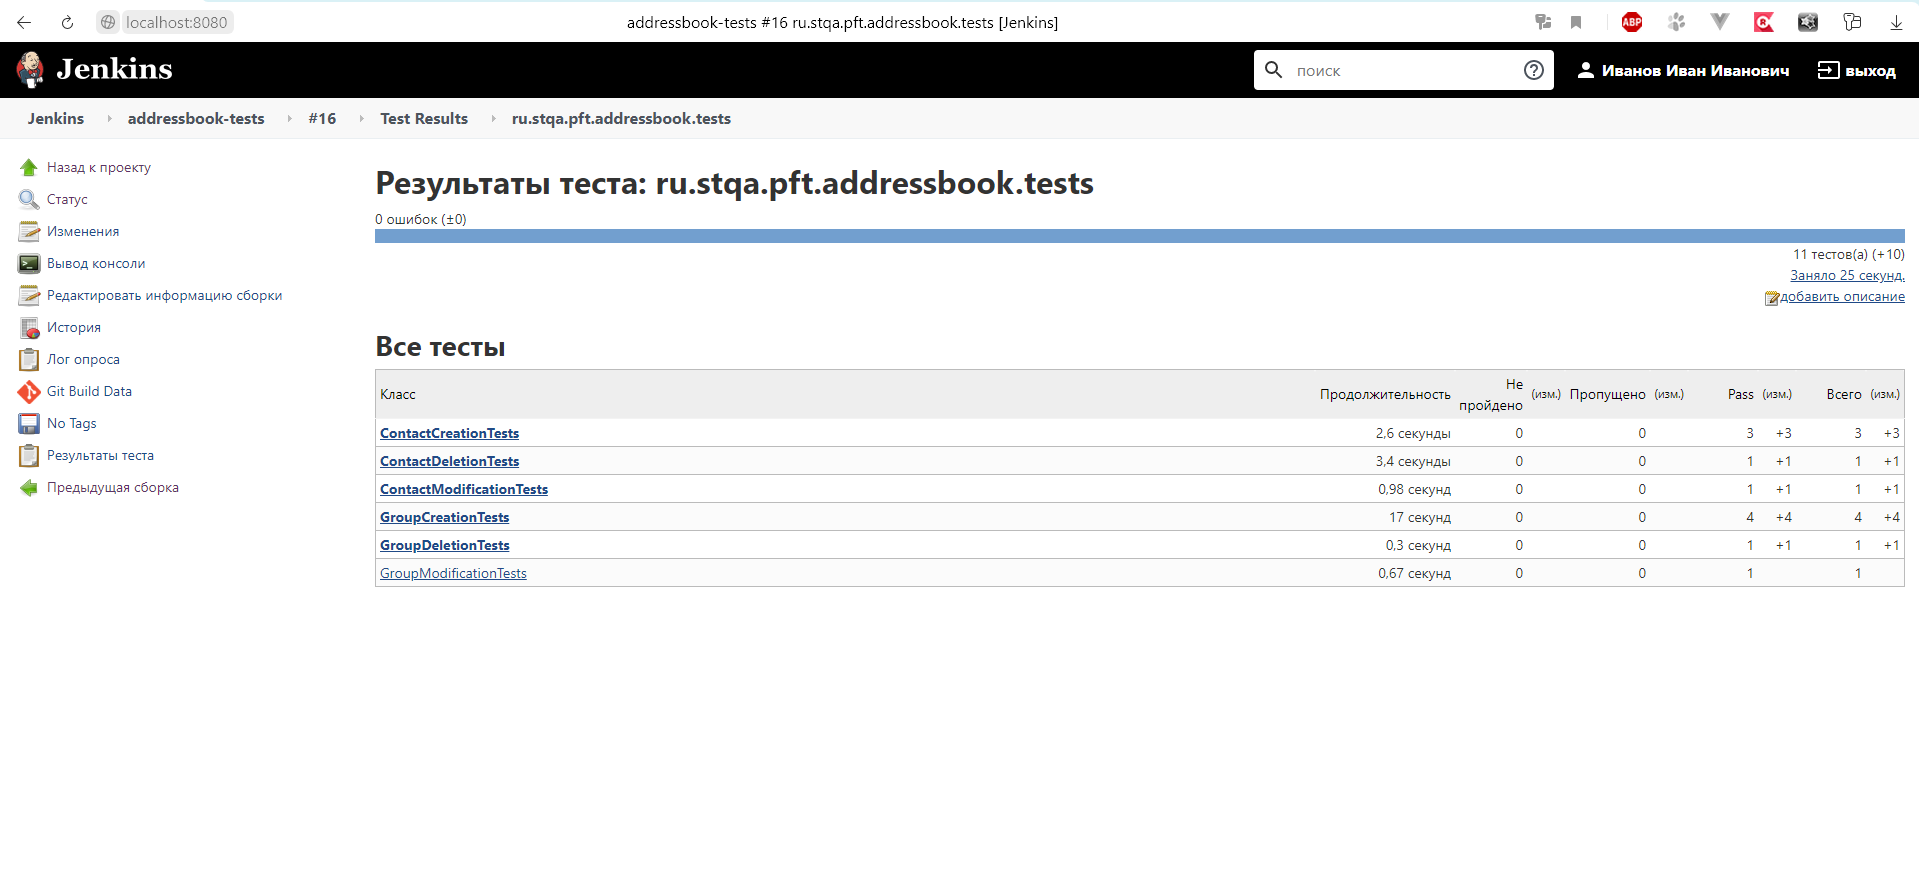 localhost:8080
addressbook-tests #16 ru.stqa.pft.addressbook.tests [Jenkins]
ABP
Jenkins
поиск
Иванов Иван Иванович
выход
Jenkins addressbook-tests #16 Test Results ru.stqa.pft.addressbook.tests
Назад к проекту
Статус
Изменения
Вывод консоли
Редактировать информацию сборки
История
Лог опроса
Git Build Data
No Tags
Результаты теста
Предыдущая сборка
Результаты теста: ru.stqa.pft.addressbook.tests
0 ошибок (±0)
11 тестов(а) (+10)
Заняло 25 секунд.
добавить описание
Все тесты
Класс Продолжительность Не пройдено (изм.) Пропущено (изм.) Pass (изм.) Всего (изм.)
ContactCreationTests 2,6 секунды 0 0 3 +3 3 +3
ContactDeletionTests 3,4 секунды 0 0 1 +1 1 +1
ContactModificationTests 0,98 секунд 0 0 1 +1 1 +1
GroupCreationTests 17 секунд 0 0 4 +4 4 +4
GroupDeletionTests 0,3 секунд 0 0 1 +1 1 +1
GroupModificationTests 0,67 секунд 0 0 1 1